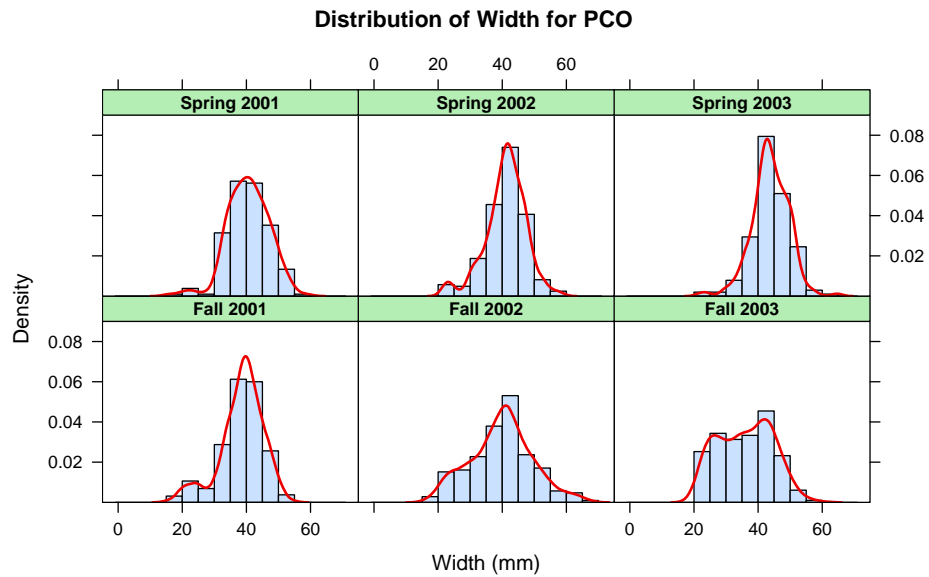 Distribution of Width for PCO
0 20 40 60
Spring 2001 Spring 2002 Spring 2003
0.08
0.06
0.04
0.02
Density
Fall 2001 Fall 2002 Fall 2003
0.08
0.06
0.04
0.02
0 20 40 60 0 20 40 60
Width (mm)